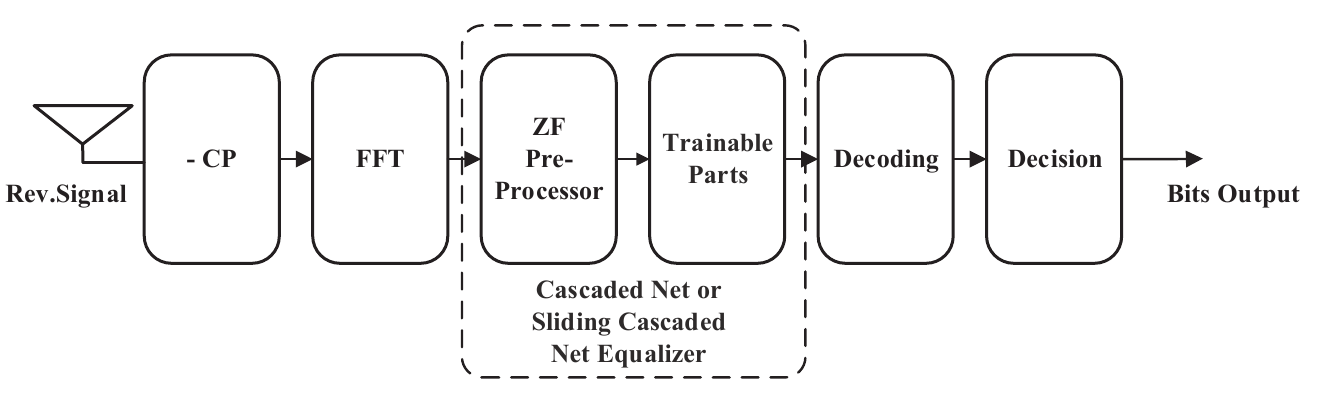 Rev.Signal
- CP
FFT
ZF
Pre-
Processor
Trainable
Parts
Cascaded Net or
Sliding Cascaded
Net Equalizer
Decoding
Decision
Bits Output